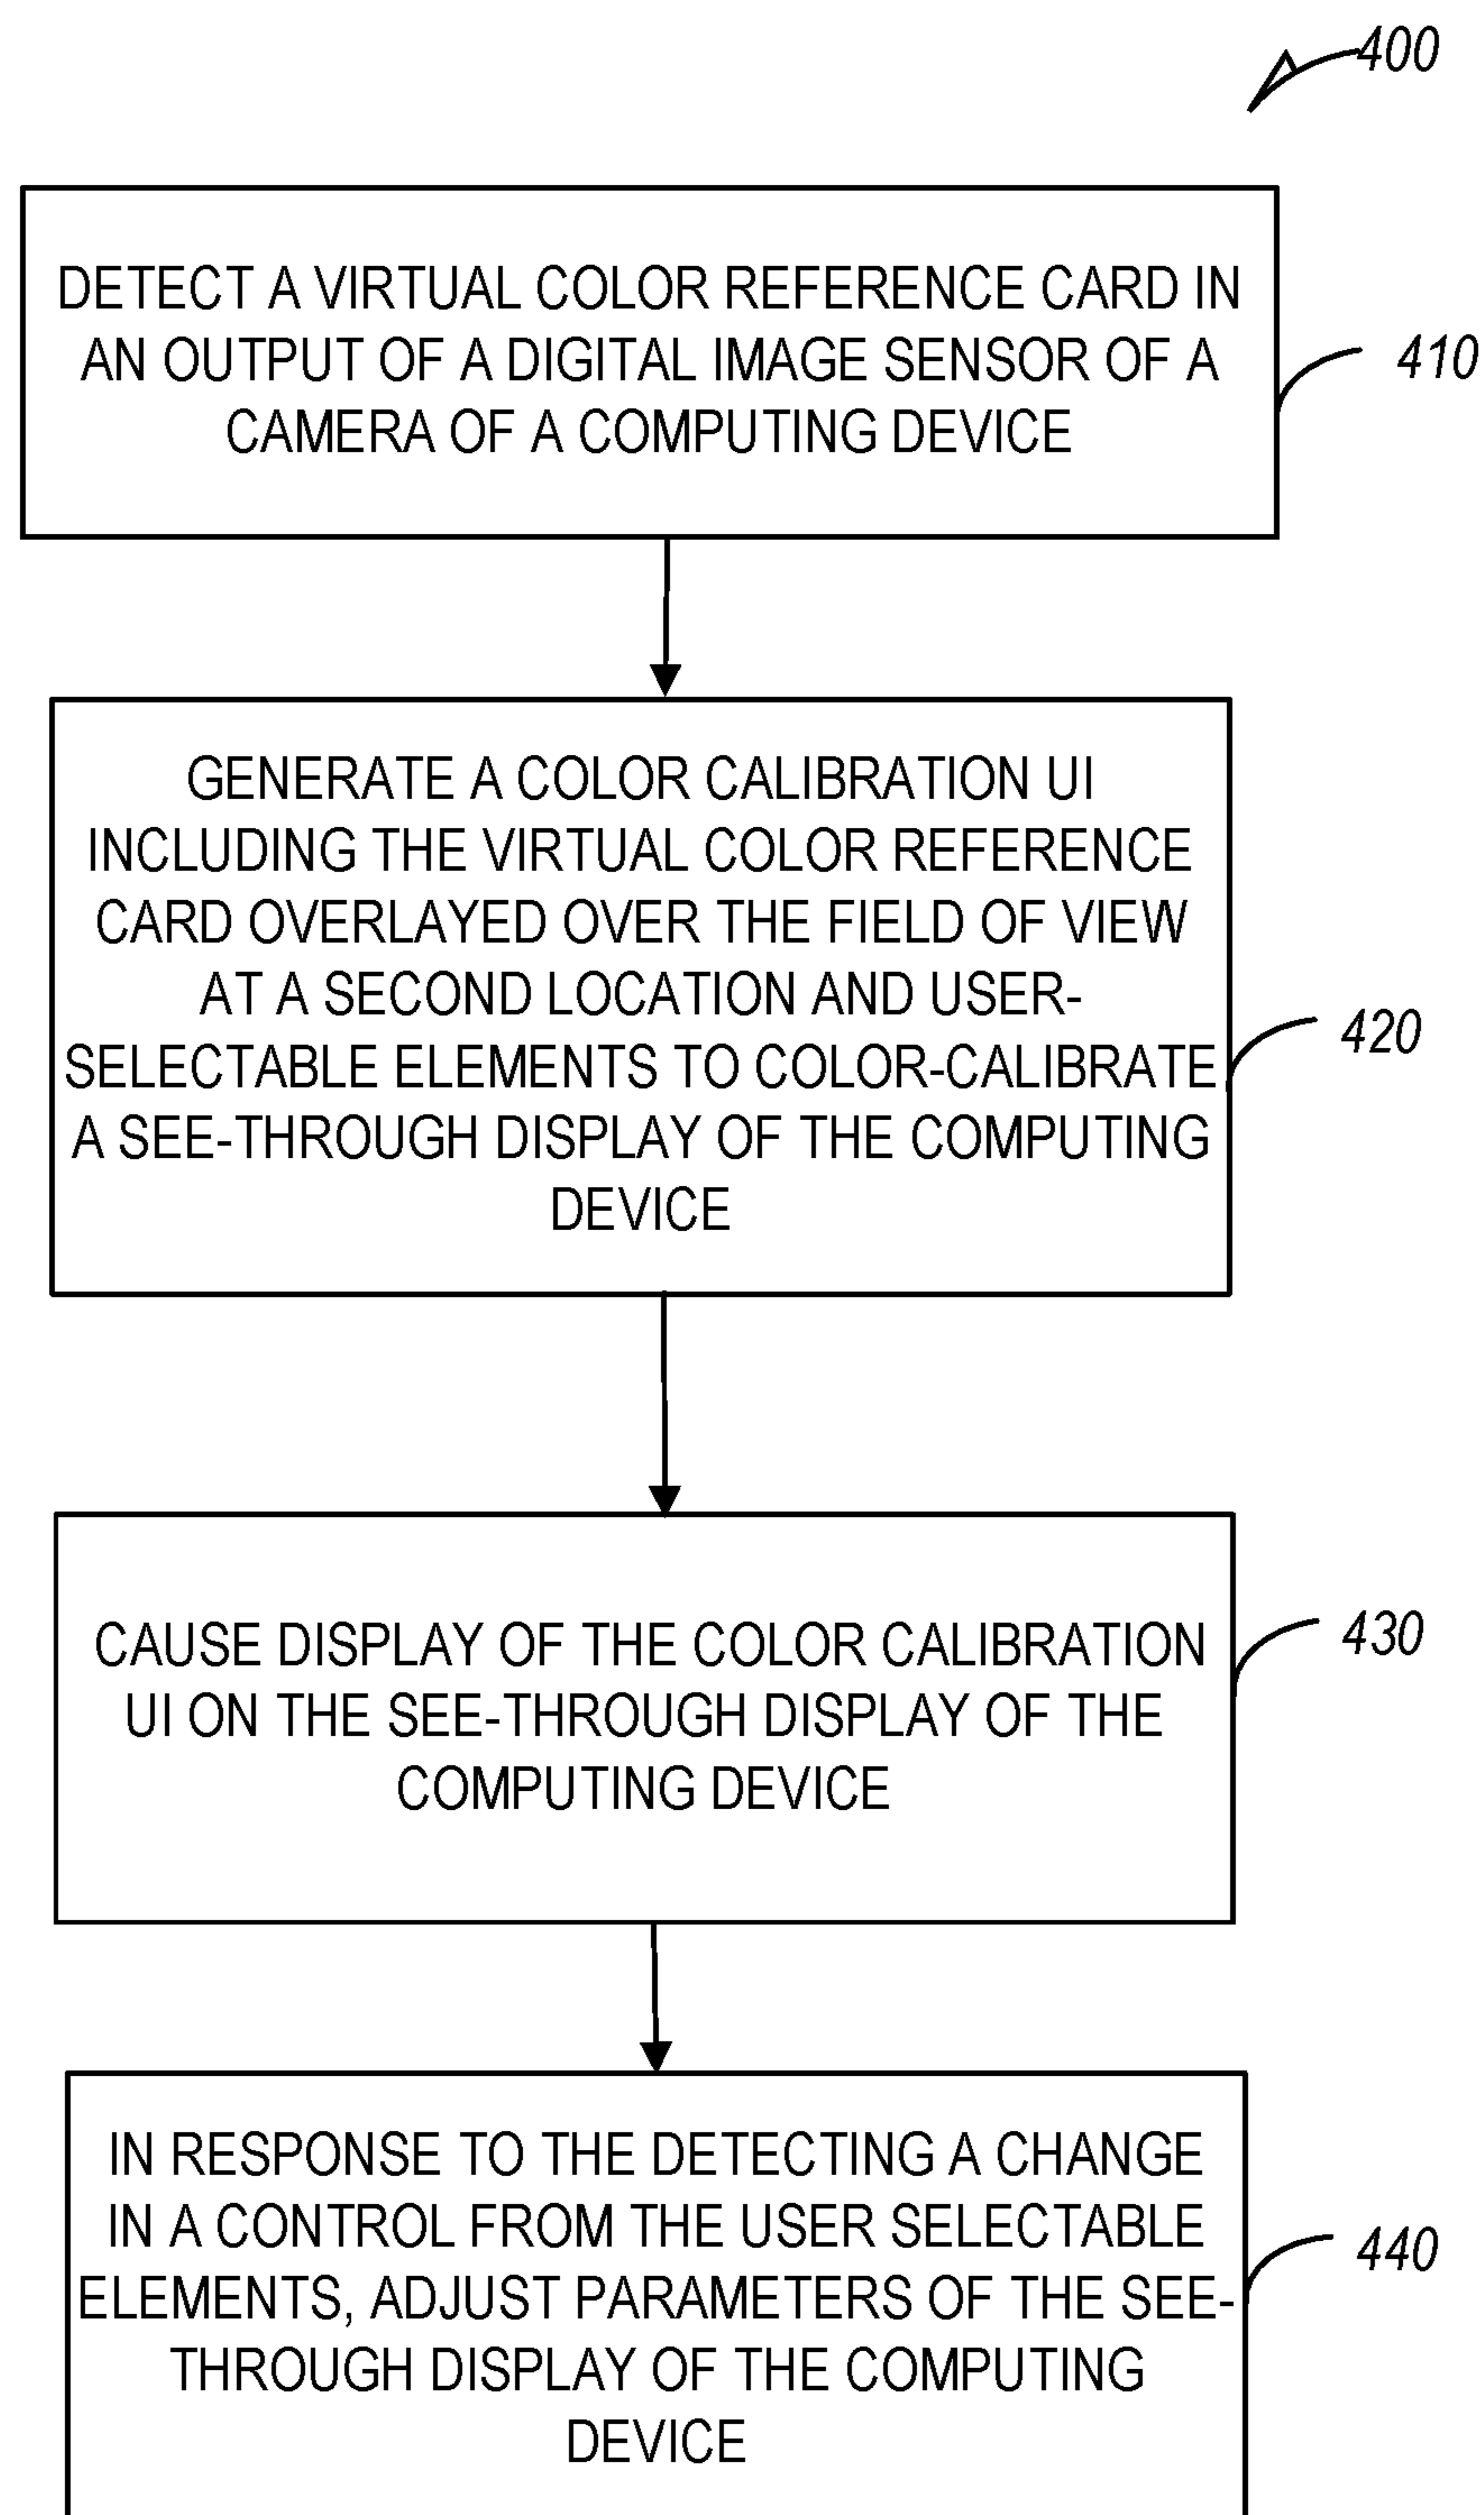 400
DETECT A VIRTUAL COLOR REFERENCE CARD IN
AN OUTPUT OF A DIGITAL IMAGE SENSOR OF A
CAMERA OF A COMPUTING DEVICE
410
GENERATE A COLOR CALIBRATION UI
INCLUDING THE VIRTUAL COLOR REFERENCE
CARD OVERLAYED OVER THE FIELD OF VIEW
AT A SECOND LOCATION AND USER-
SELECTABLE ELEMENTS TO COLOR-CALIBRATE
A SEE-THROUGH DISPLAY OF THE COMPUTING
DEVICE
420
CAUSE DISPLAY OF THE COLOR CALIBRATION
UI ON THE SEE-THROUGH DISPLAY OF THE
COMPUTING DEVICE
430
IN RESPONSE TO THE DETECTING A CHANGE
IN A CONTROL FROM THE USER SELECTABLE
ELEMENTS, ADJUST PARAMETERS OF THE SEE-
THROUGH DISPLAY OF THE COMPUTING
DEVICE
440